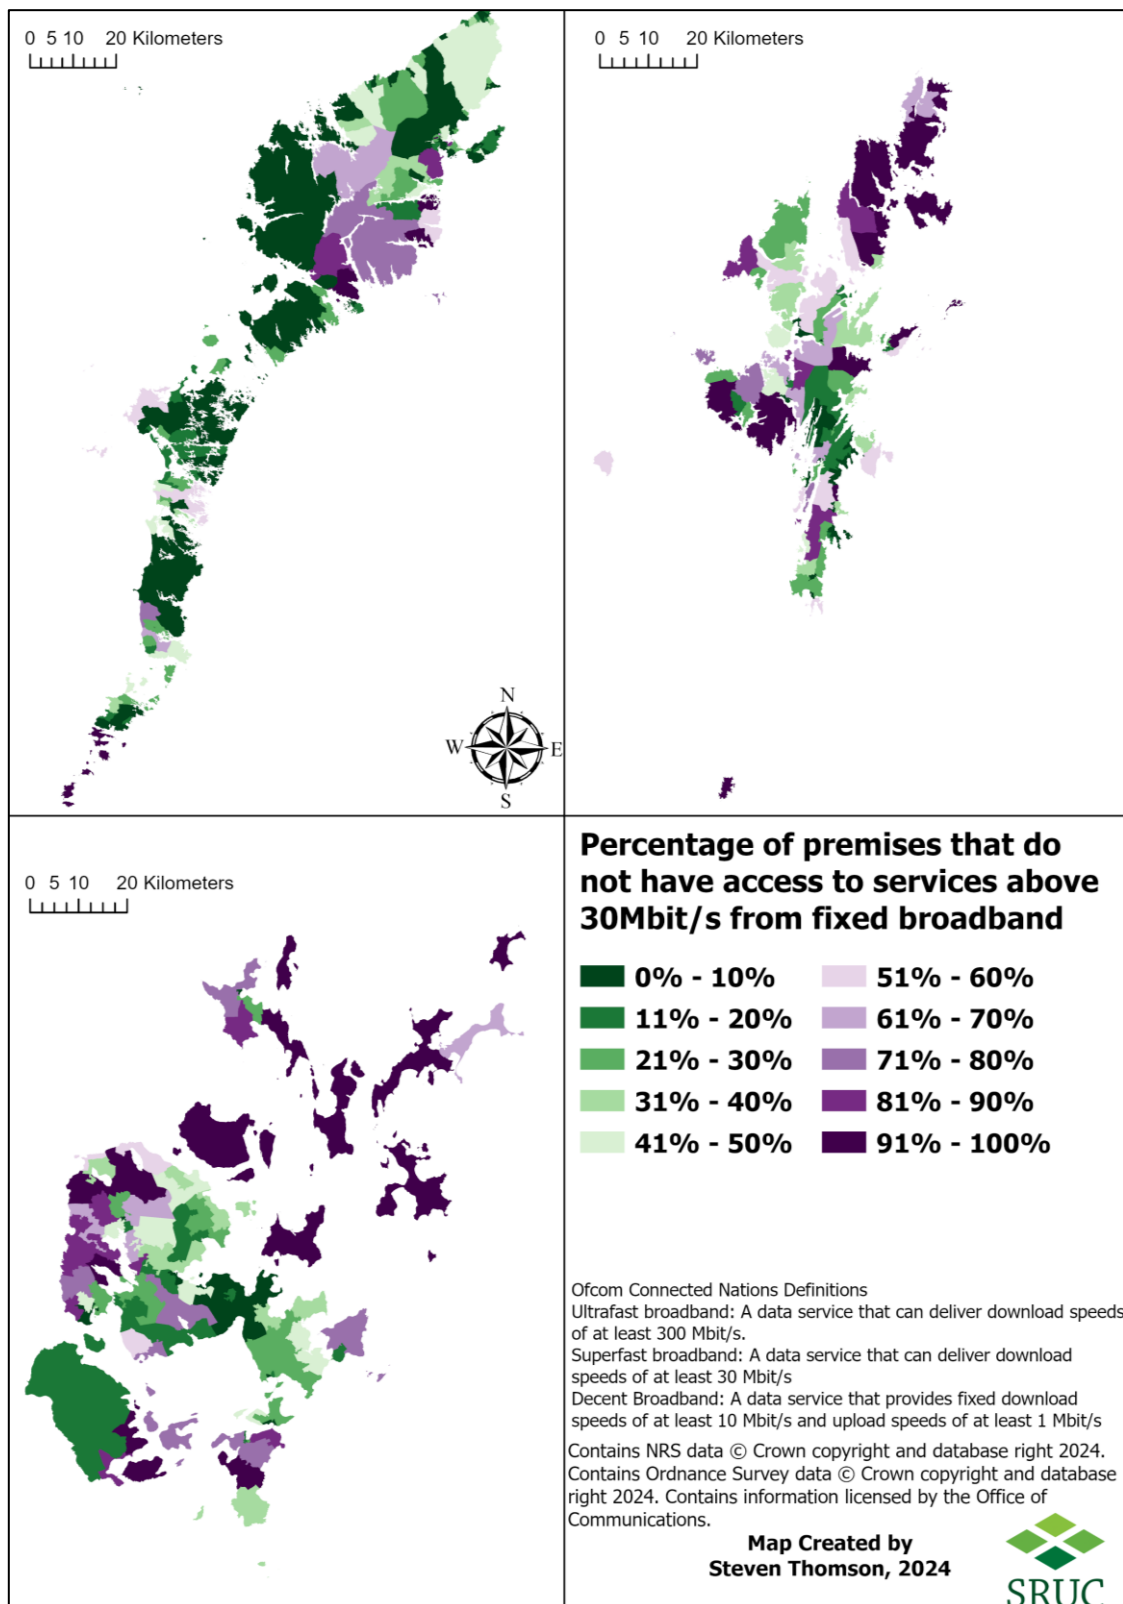 0 5 10 20 Kilometers
0 5 10 20 Kilometers
N
W E
S
0 5 10 20 Kilometers
Percentage of premises that do
not have access to services above
30Mbit/s from fixed broadband
0% - 10%
11% - 20%
21% - 30%
31% - 40%
41% - 50%
51% - 60%
61% - 70%
71% - 80%
81% - 90%
91% - 100%
Ofcom Connected Nations Definitions
Ultrafast broadband: A data service that can deliver download speeds
of at least 300 Mbit/s.
Superfast broadband: A data service that can deliver download
speeds of at least 30 Mbit/s
Decent Broadband: A data service that provides fixed download
speeds of at least 10 Mbit/s and upload speeds of at least 1 Mbit/s
Contains NRS data © Crown copyright and database right 2024.
Contains Ordnance Survey data © Crown copyright and database
right 2024. Contains information licensed by the Office of
Communications.
Map Created by
Steven Thomson, 2024
SRUC